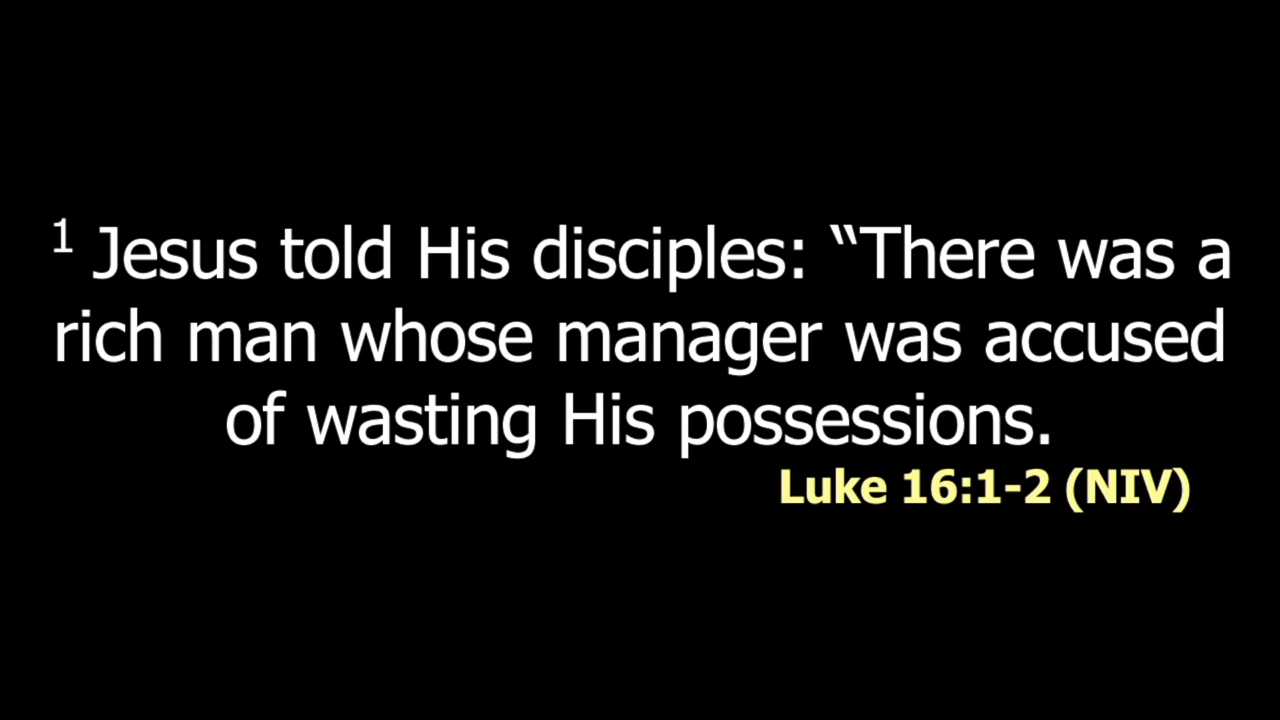 1 Jesus told His disciples: “There was a
rich man whose manager was accused
of wasting His possessions.
Luke 16:1-2 (NIV)